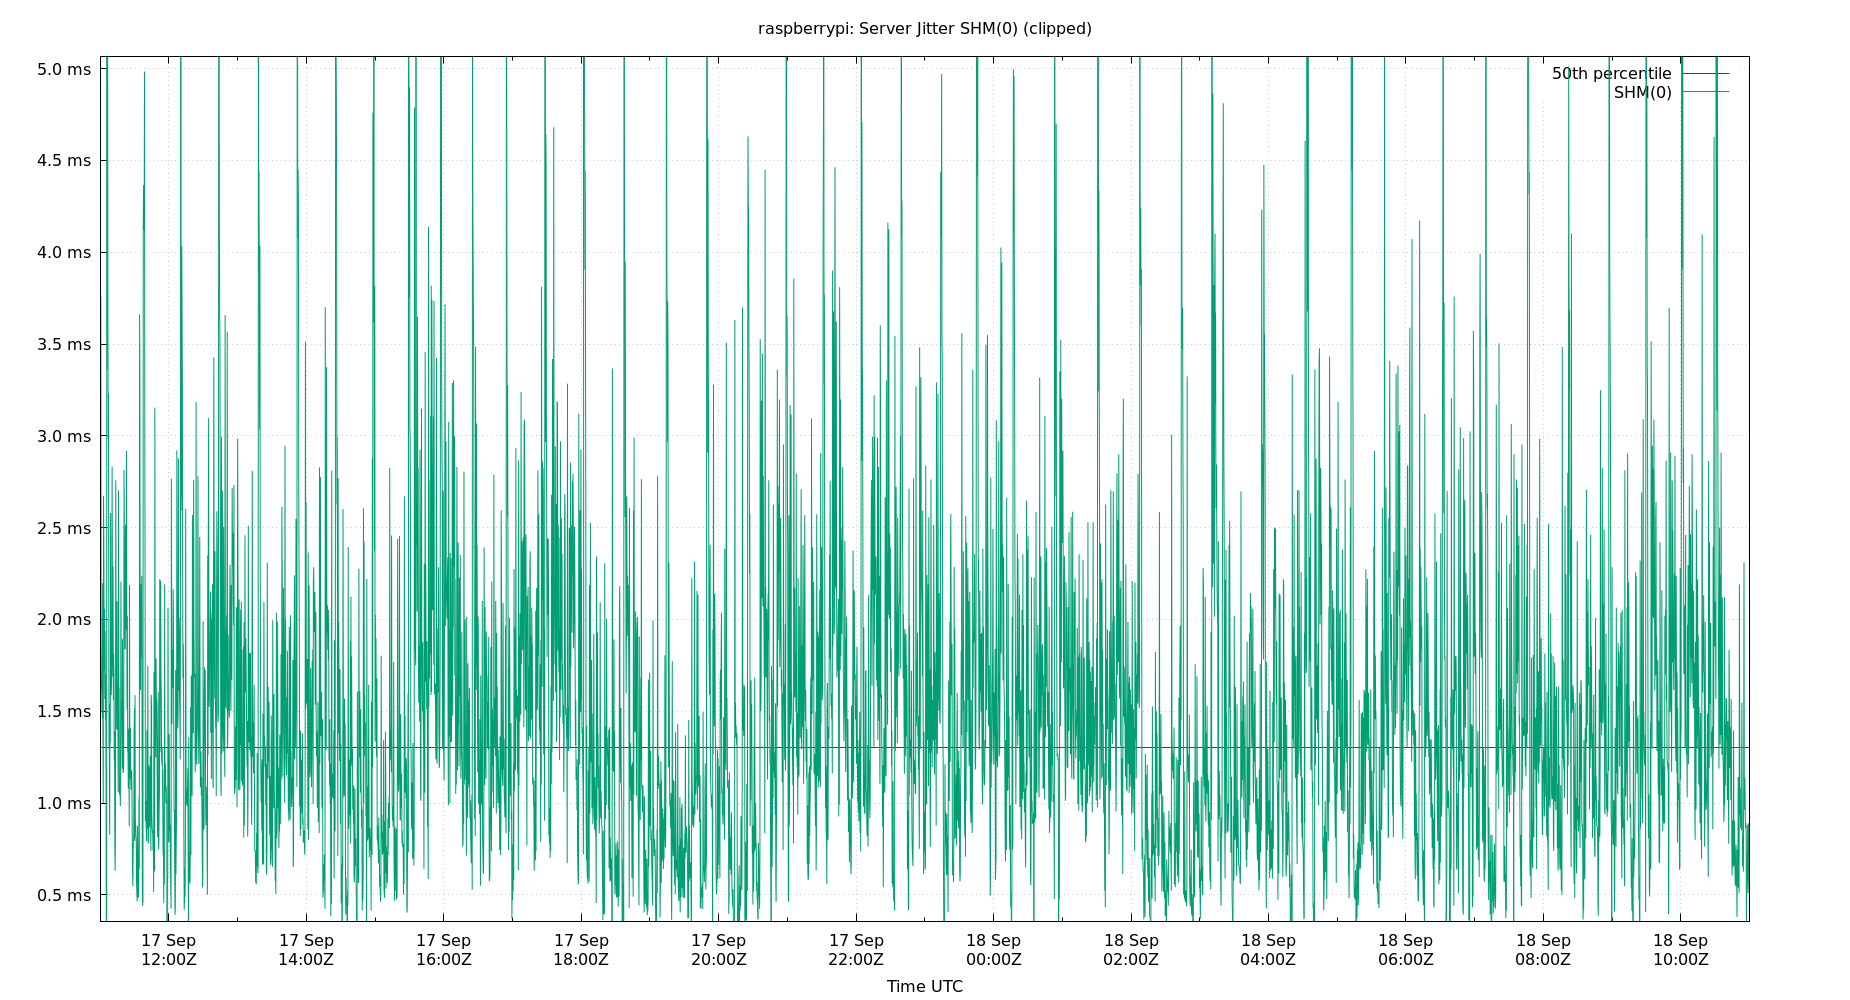 raspberrypi: Server Jitter SHM(0) (clipped)
5.0 ms
4.5 ms
4.0 ms
3.5 ms
3.0 ms
2.5 ms
2.0 ms
1.5 ms
1.0 ms
0.5 ms
50th percentile
SHM(0)
17 Sep 17 Sep 17 Sep 17 Sep 17 Sep 17 Sep 18 Sep 18 Sep 18 Sep 18 Sep 18 Sep 18 Sep
12:00Z 14:00Z 16:00Z 18:00Z 20:00Z 22:00Z 00:00Z 02:00Z 04:00Z 06:00Z 08:00Z 10:00Z
Time UTC